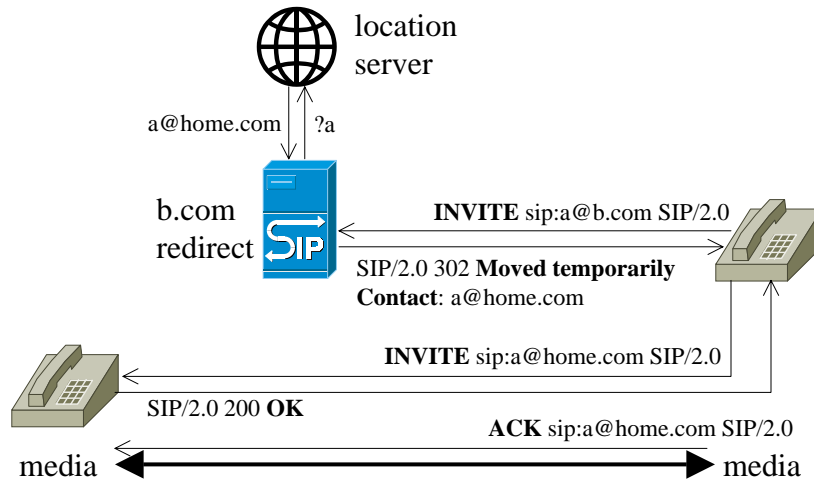 location
server
a@home.com
?a
b.com
redirect
SIP
INVITE sip:a@b.com SIP/2.0
SIP/2.0 302 Moved temporarily
Contact: a@home.com
INVITE sip:a@home.com SIP/2.0
SIP/2.0 200 OK
ACK sip:a@home.com SIP/2.0
media
media